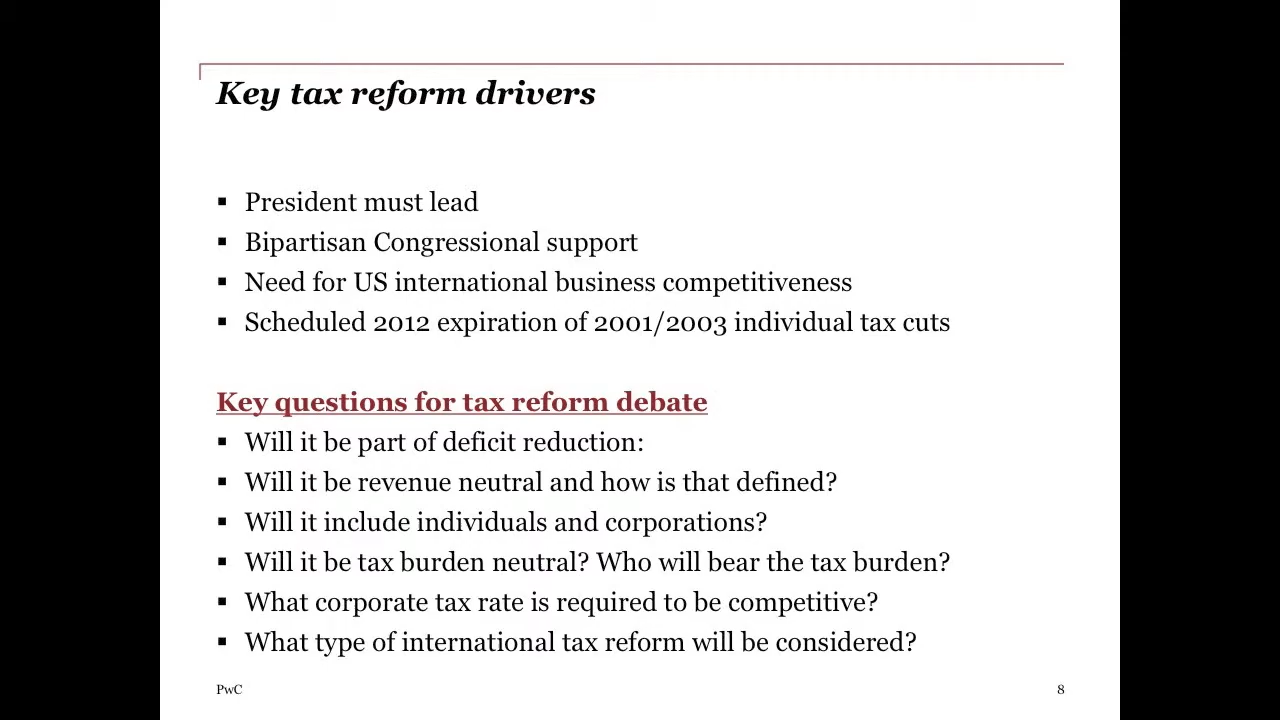 Key tax reform drivers
▪ President must lead
▪ Bipartisan Congressional support
▪ Need for US international business competitiveness
▪ Scheduled 2012 expiration of 2001/2003 individual tax cuts
Key questions for tax reform debate
▪ Will it be part of deficit reduction:
▪ Will it be revenue neutral and how is that defined?
▪ Will it include individuals and corporations?
▪ Will it be tax burden neutral? Who will bear the tax burden?
▪ What corporate tax rate is required to be competitive?
▪ What type of international tax reform will be considered?
PwC
8